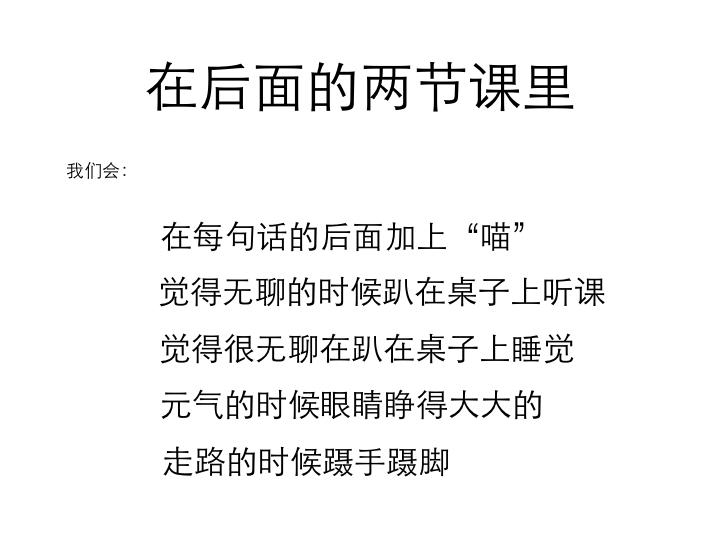 在后面的两节课里
我们会：
在每句话的后面加上“喵”
觉得无聊的时候趴在桌子上听课
觉得很无聊在趴在桌子上睡觉
元气的时候眼睛睁得大大的
走路的时候蹑手蹑脚